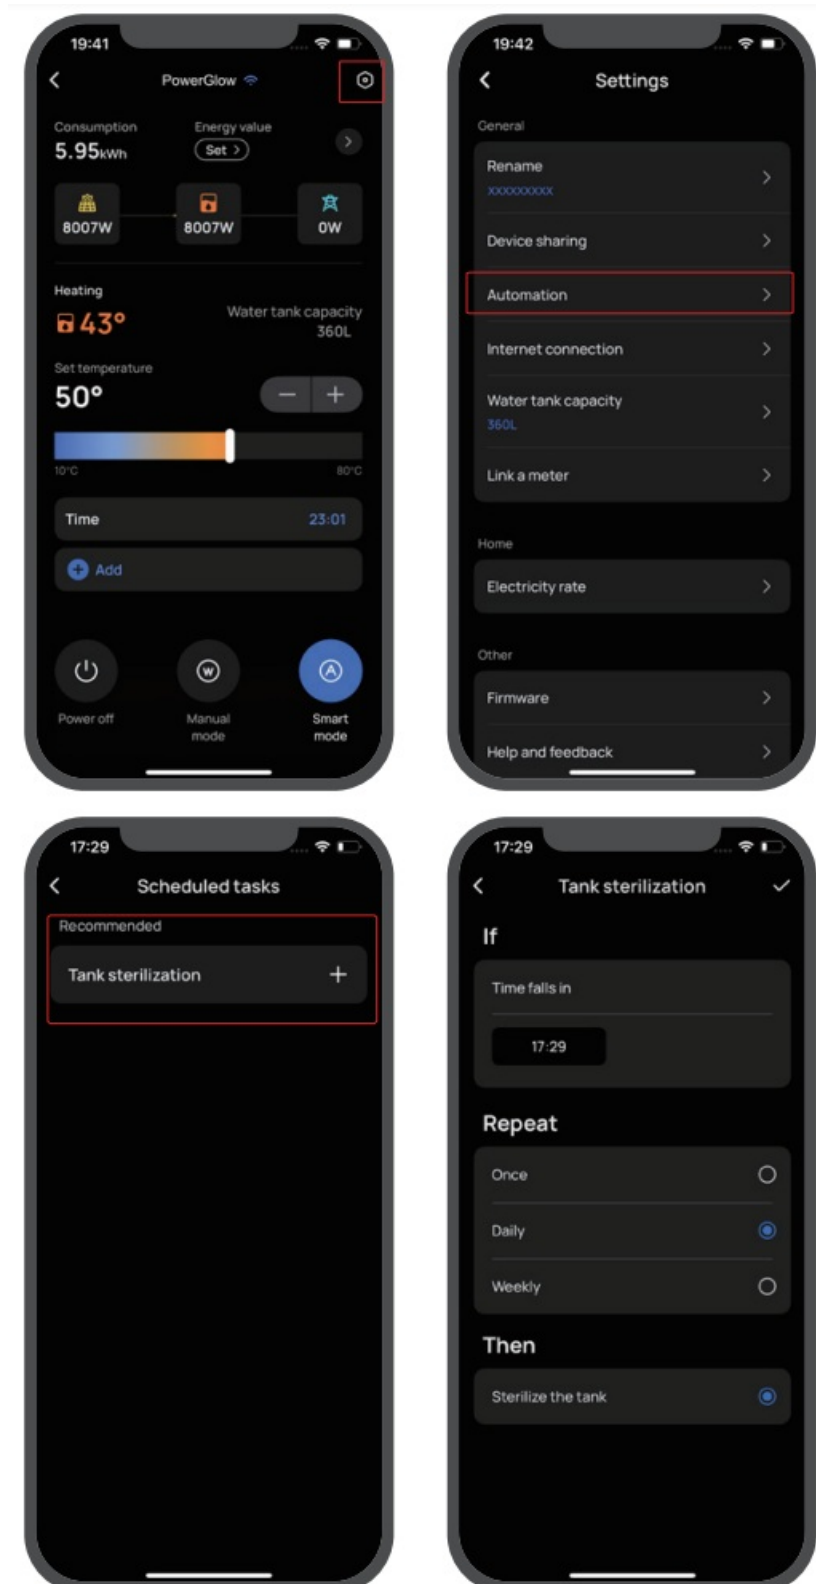 19:41
PowerGlow
Consumption
Energy value
5.95kWh
Set >
8007W
8007W
0W
Heating
43°
Water tank capacity
360L
Set temperature
50°
10°C
80°C
Time
23:01
Add
Power off
Manual
mode
Smart
mode
19:42
Settings
General
Rename
xxxxxxxxx
Device sharing
Automation
Internet connection
Water tank capacity
360L
Link a meter
Home
Electricity rate
Other
Firmware
Help and feedback
17:29
Scheduled tasks
Recommended
Tank sterilization
17:29
Tank sterilization
If
Time falls in
17:29
Repeat
Once
Daily
Weekly
Then
Sterilize the tank